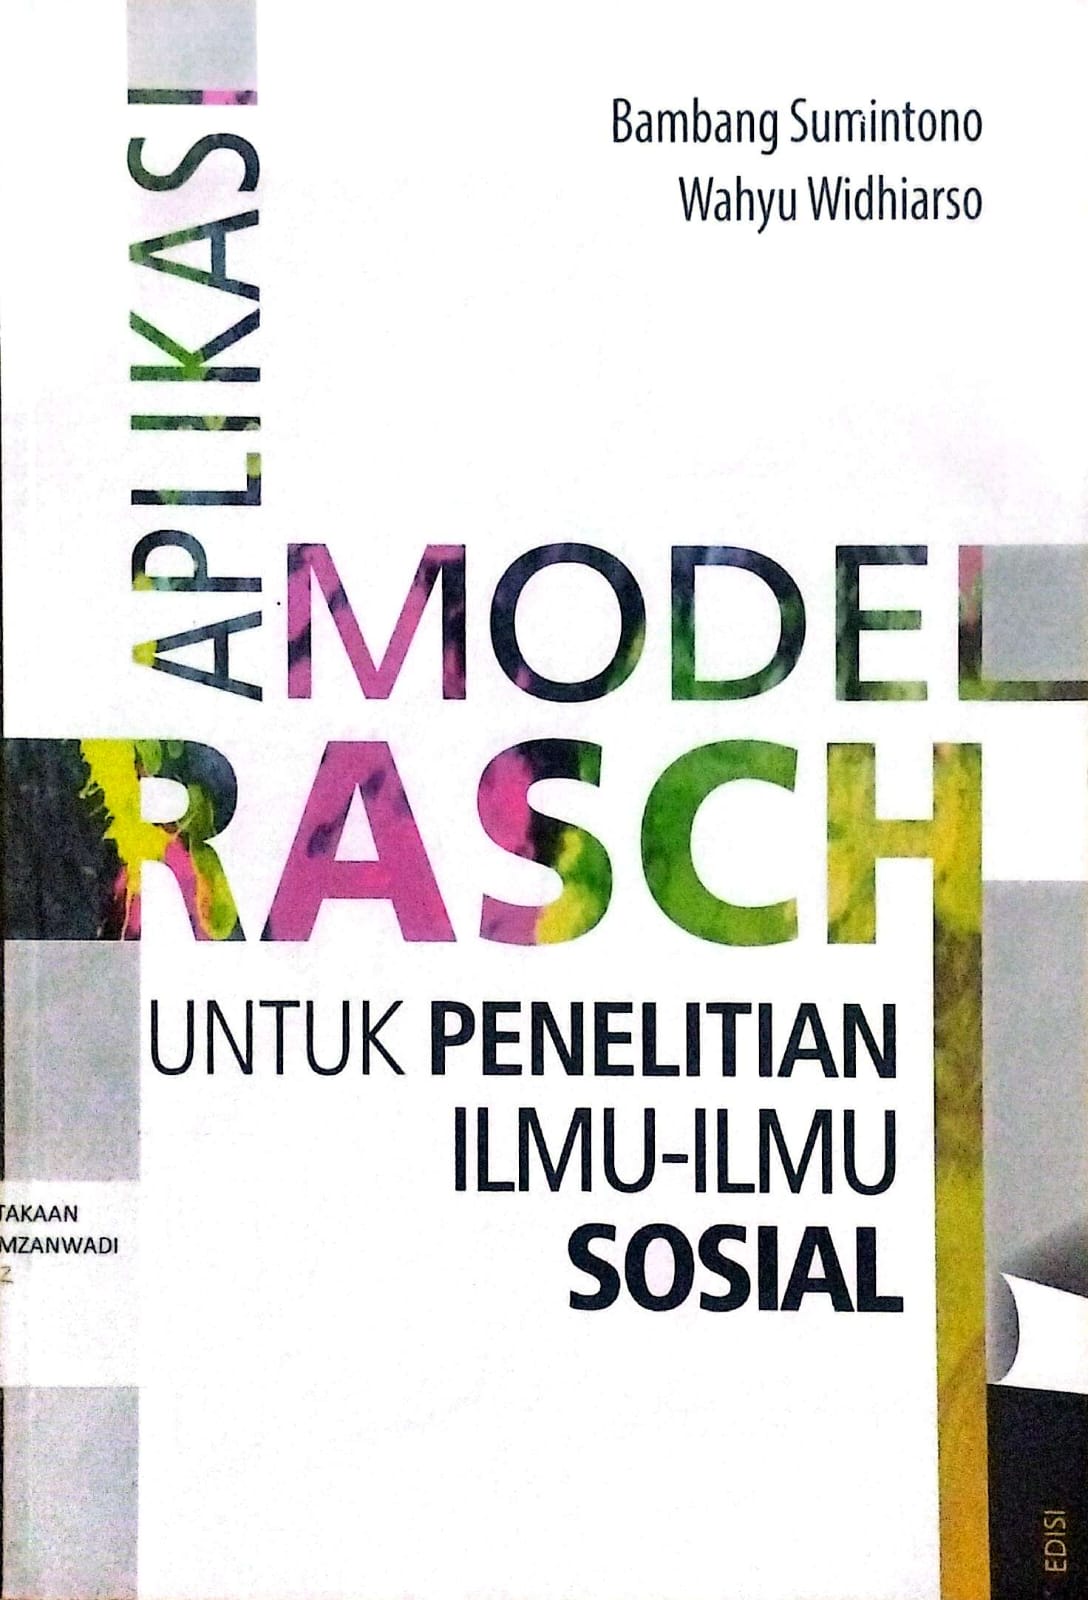 Bambang Sumintono
Wahyu Widhiarso
APLIKASI
MODEL
RASCH
UNTUK PENELITIAN
ILMU-ILMU
SOSIAL
TAKAAN
MZANWADI
EDISI